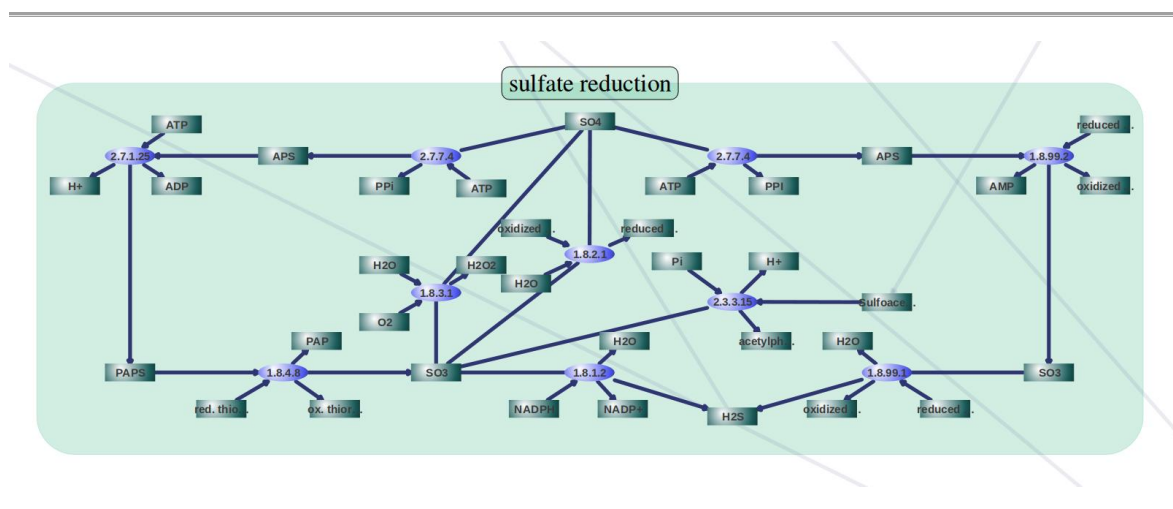 sulfate reduction
ATP
SO4
reduced .
2.7.1.25
APS
2.7.7.4
2.7.7.4
APS
1.8.99.2
H+
ADP
PPi
ATP
ATP
PPI
AMP
oxidized .
oxidized .
reduced .
H2O
H2O2
1.8.2.1
Pi
H+
H2O
1.8.3.1
2.3.3.15
Sulfoace .
O2
PAP
H2O
acetylph .
H2O
PAPS
1.8.4.8
SO3
1.8.1.2
1.8.99.1
SO3
red. thio .
ox. thior .
NADPH
NADP+
H2S
oxidized .
reduced .